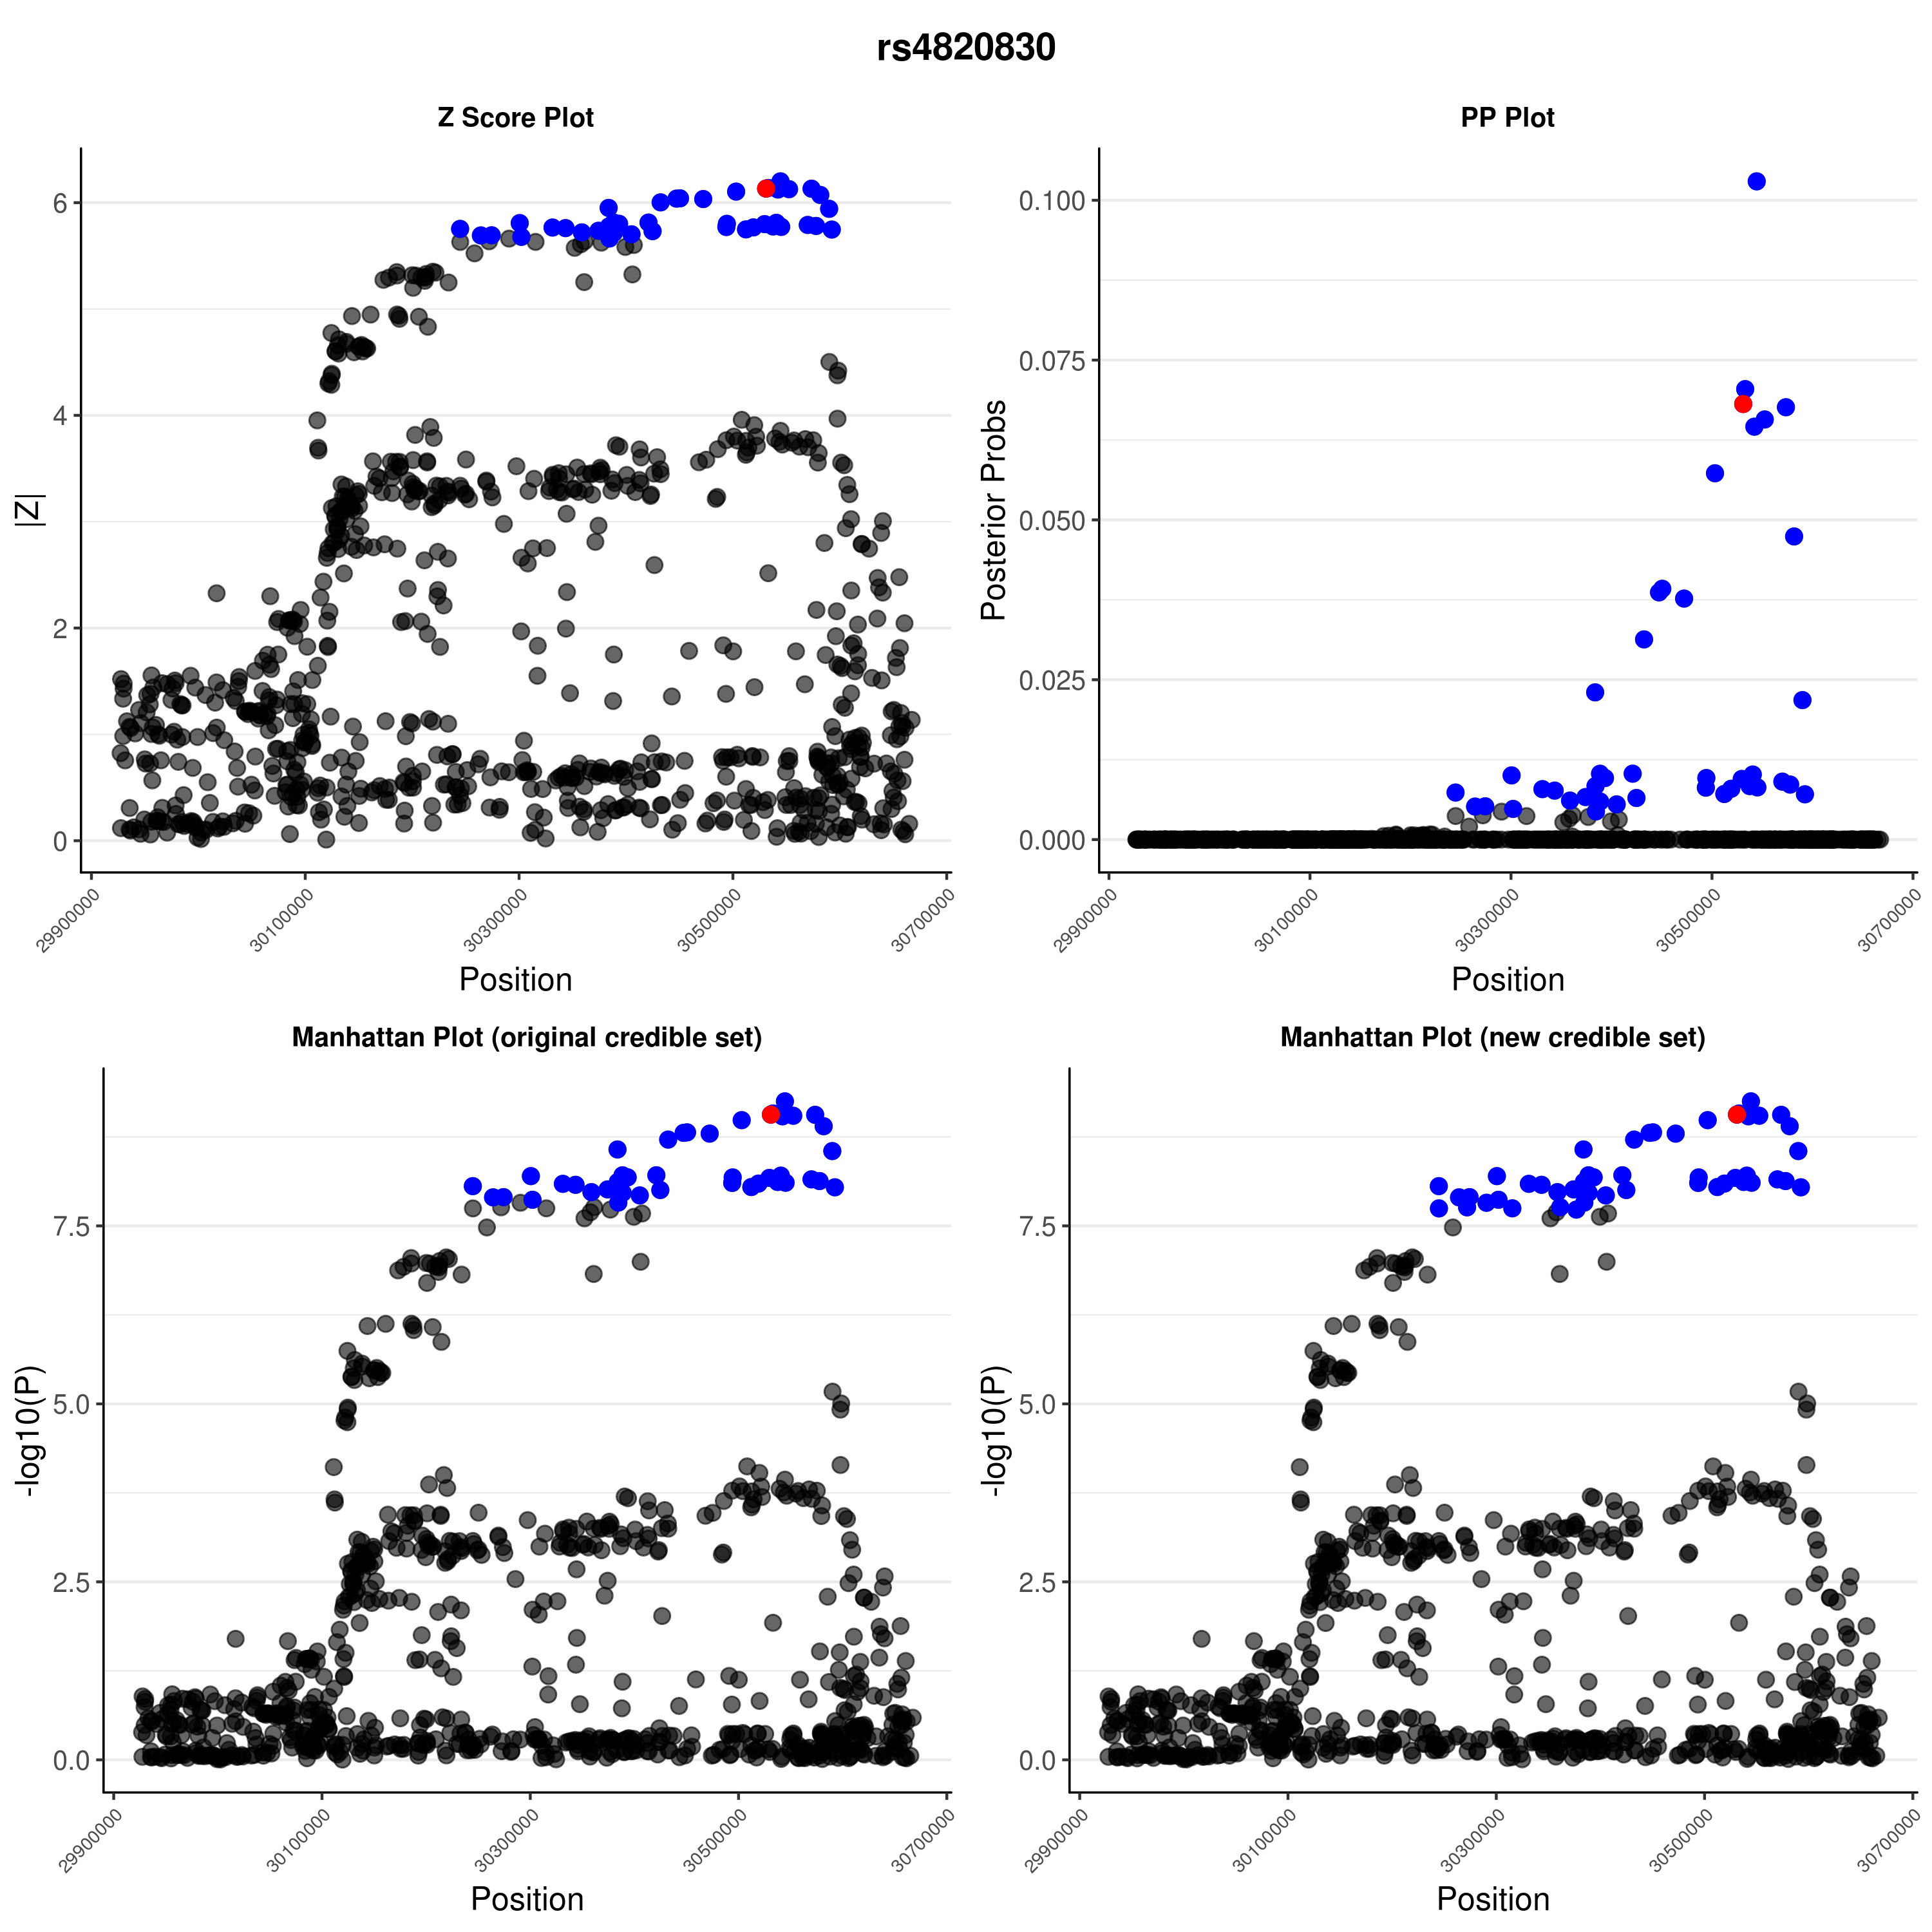 rs4820830
Z Score Plot
|Z|
6
4
2
0
29900000
30100000
30300000
30500000
30700000
Position
PP Plot
Posterior Probs
0.100
0.075
0.050
0.025
0.000
29900000
30100000
30300000
30500000
30700000
Position
Manhattan Plot (original credible set)
-log10(P)
7.5
5.0
2.5
0.0
29900000
30100000
30300000
30500000
30700000
Position
Manhattan Plot (new credible set)
-log10(P)
7.5
5.0
2.5
0.0
29900000
30100000
30300000
30500000
30700000
Position